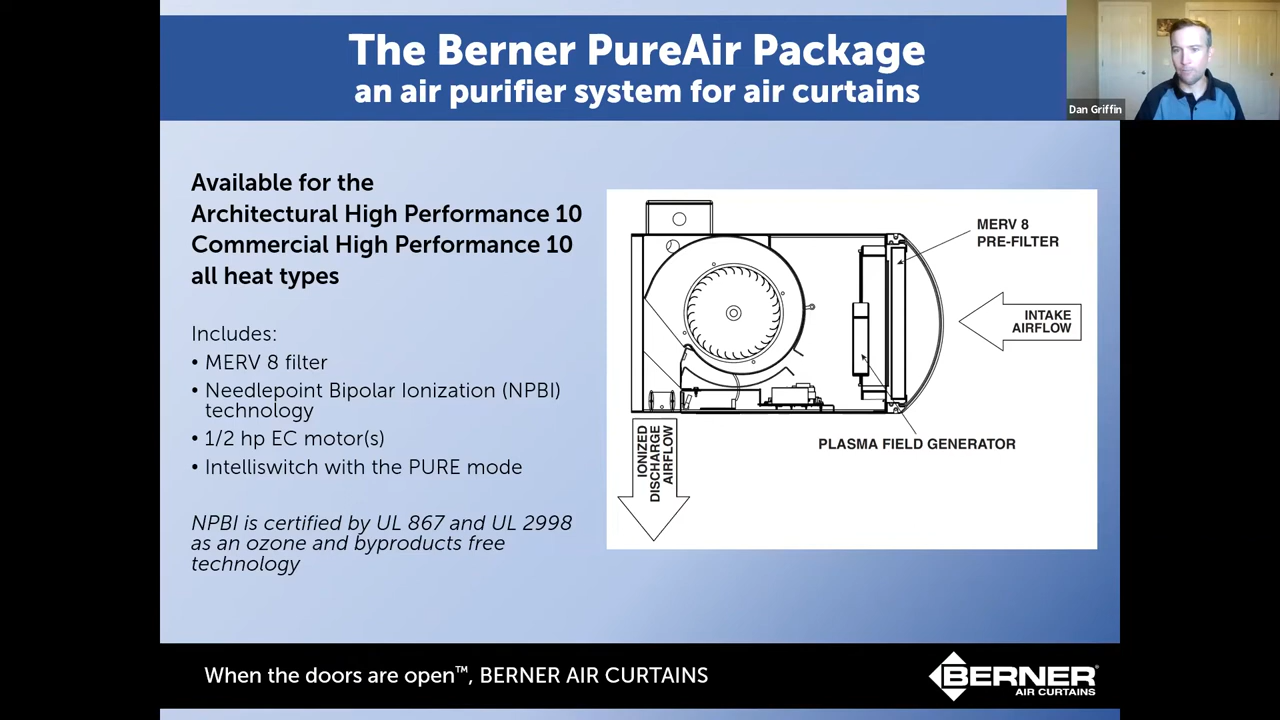 The Berner PureAir Package
an air purifier system for air curtains
Dan Griffin
Available for the
Architectural High Performance 10
Commercial High Performance 10
all heat types
Includes:
• MERV 8 filter
• Needlepoint Bipolar Ionization (NPBI)
technology
• 1/2 hp EC motor(s)
• Intelliswitch with the PURE mode
NPBI is certified by UL 867 and UL 2998
as an ozone and byproducts free
technology
MERV 8
PRE-FILTER
INTAKE
AIRFLOW
PLASMA FIELD GENERATOR
IONIZED
DISCHARGE
AIRFLOW
When the doors are open™, BERNER AIR CURTAINS
BERNER®
AIR CURTAINS